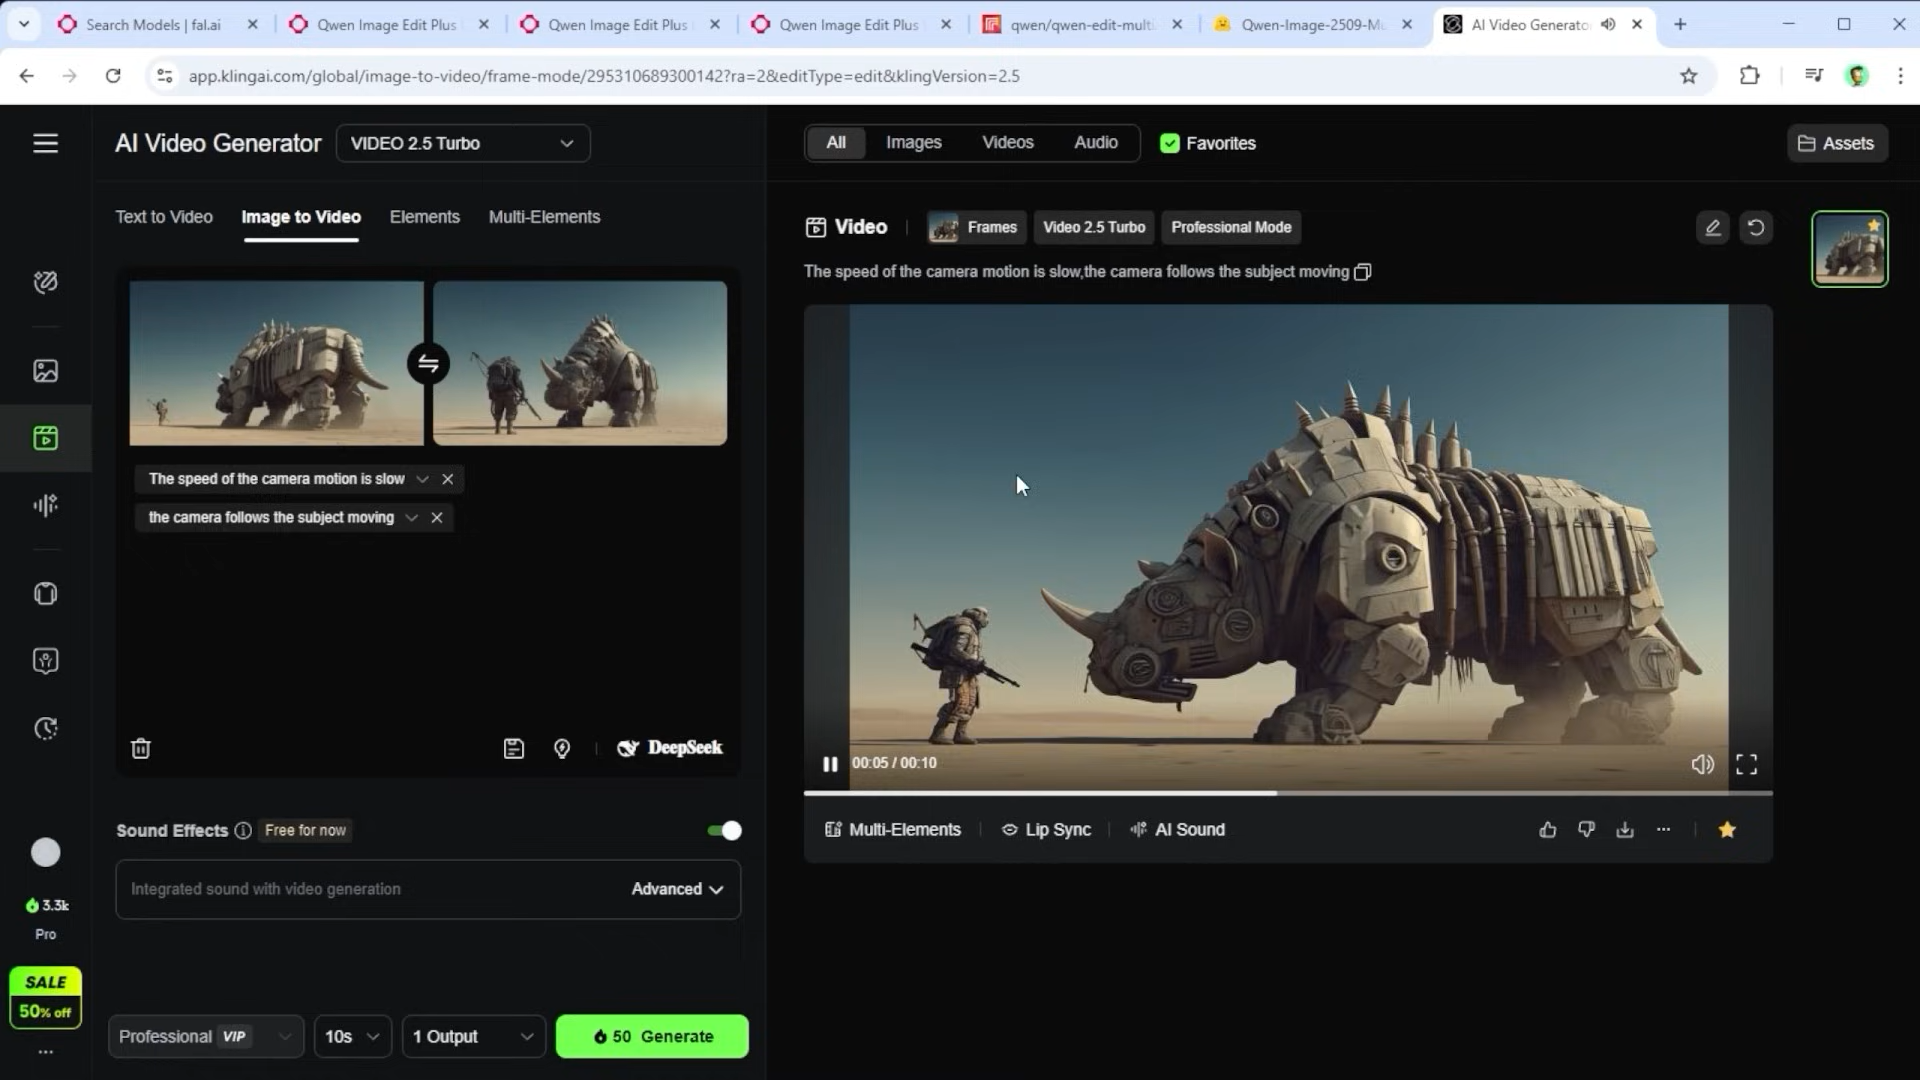 Search Models | fal.ai
Qwen Image Edit Plus
Qwen Image Edit Plus
Qwen Image Edit Plus
qwen/qwen-edit-multi
Qwen-Image-2509-Mu
AI Video Generato
app.klingai.com/global/image-to-video/frame-mode/295310689300142?ra=2&editType=edit&klingVersion=2.5
AI Video Generator
VIDEO 2.5 Turbo
All
Images
Videos
Audio
Favorites
Assets
Text to Video
Image to Video
Elements
Multi-Elements
Video
Frames
Video 2.5 Turbo
Professional Mode
The speed of the camera motion is slow,the camera follows the subject moving
The speed of the camera motion is slow
the camera follows the subject moving
DeepSeek
00:05 / 00:10
Multi-Elements
Lip Sync
AI Sound
Sound Effects
Free for now
Integrated sound with video generation
Advanced
3.3k
Pro
SALE
50% off
Professional VIP
10s
1 Output
50 Generate